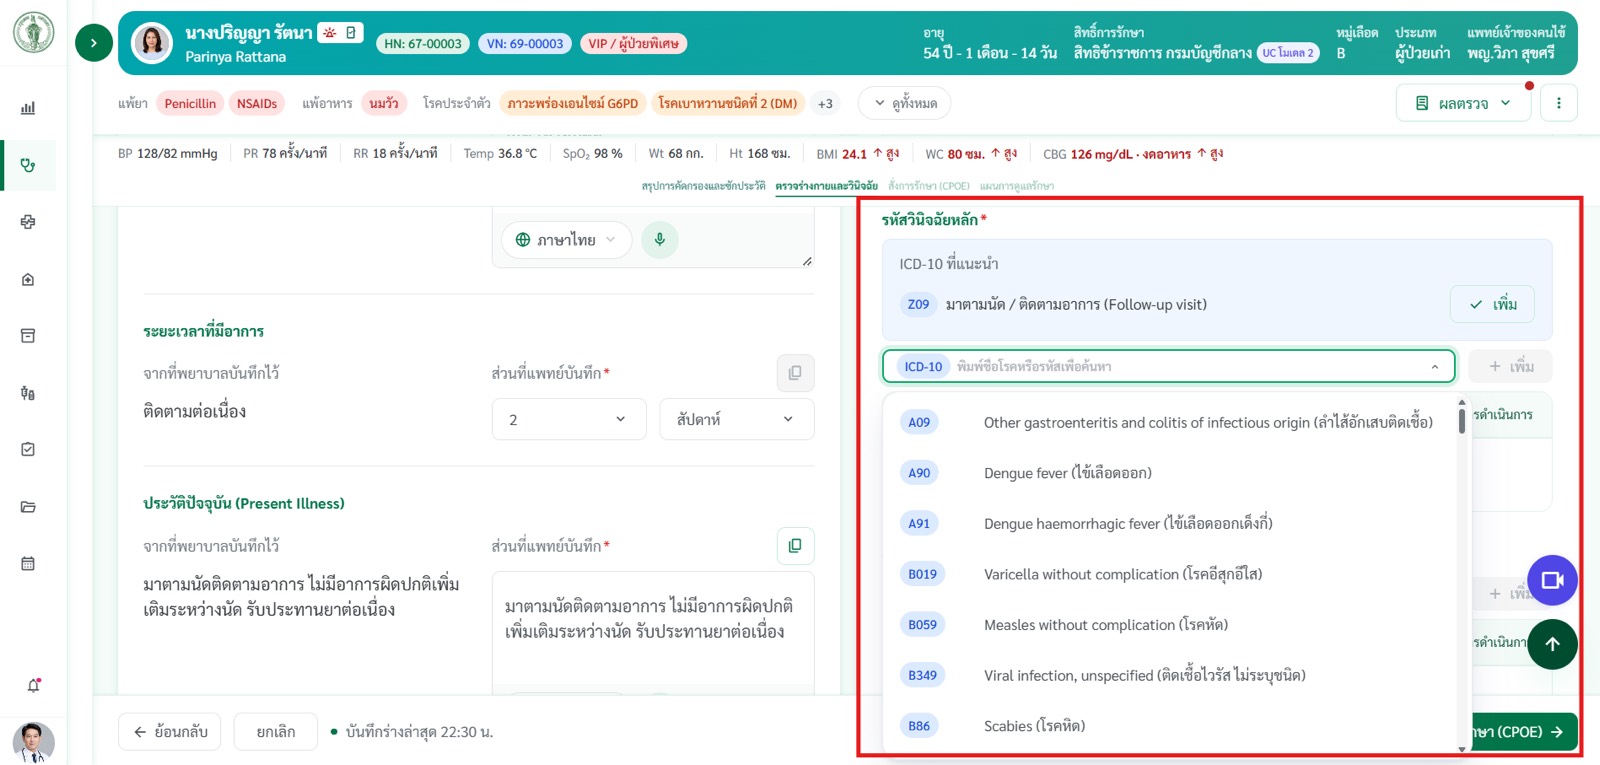 นางปริญญา รัตนา
Parinya Rattana
HN: 67-00003
VN: 69-00003
VIP / ผู้ป่วยพิเศษ
อายุ
54 ปี - 1 เดือน - 14 วัน
สิทธิ์การรักษา
สิทธิข้าราชการ กรมบัญชีกลาง UC โมเดล 2
หมู่เลือด
B
ประเภท
ผู้ป่วยเก่า
แพทย์เจ้าของคนไข้
พญ.วิภา สุขศรี
แพ้ยา Penicillin NSAIDs แพ้อาหาร นมวัว โรคประจำตัว ภาวะพร่องเอนไซม์ G6PD โรคเบาหวานชนิดที่ 2 (DM) +3 ดูทั้งหมด
ผลตรวจ
BP 128/82 mmHg PR 78 ครั้ง/นาที RR 18 ครั้ง/นาที Temp 36.8 °C SpO₂ 98 % Wt 68 กก. Ht 168 ซม. BMI 24.1 ↑ สูง WC 80 ซม. ↑ สูง CBG 126 mg/dL · งดอาหาร ↑ สูง
สรุปการคัดกรองและซักประวัติ ตรวจร่างกายและวินิจฉัย สั่งการรักษา (CPOE) แผนการดูแลรักษา
ภาษาไทย
ระยะเวลาที่มีอาการ
จากที่พยาบาลบันทึกไว้
ติดตามต่อเนื่อง
ส่วนที่แพทย์บันทึก*
2
สัปดาห์
ประวัติปัจจุบัน (Present Illness)
จากที่พยาบาลบันทึกไว้
มาตามนัดติดตามอาการ ไม่มีอาการผิดปกติเพิ่ม
เติมระหว่างนัด รับประทานยาต่อเนื่อง
ส่วนที่แพทย์บันทึก*
มาตามนัดติดตามอาการ ไม่มีอาการผิดปกติ
เพิ่มเติมระหว่างนัด รับประทานยาต่อเนื่อง
รหัสวินิจฉัยหลัก*
ICD-10 ที่แนะนำ
Z09 มาตามนัด / ติดตามอาการ (Follow-up visit)
เพิ่ม
ICD-10 พิมพ์ชื่อโรคหรือรหัสเพื่อค้นหา
+ เพิ่ม
รดำเนินการ
A09 Other gastroenteritis and colitis of infectious origin (ลำไส้อักเสบติดเชื้อ)
A90 Dengue fever (ไข้เลือดออก)
A91 Dengue haemorrhagic fever (ไข้เลือดออกเด็งกี่)
B019 Varicella without complication (โรคอีสุกอีใส)
+ เพิ่ม
B059 Measles without complication (โรคหัด)
B349 Viral infection, unspecified (ติดเชื้อไวรัส ไม่ระบุชนิด)
B86 Scabies (โรคหิด)
← ย้อนกลับ
ยกเลิก
บันทึกร่างล่าสุด 22:30 น.
ษา (CPOE) →